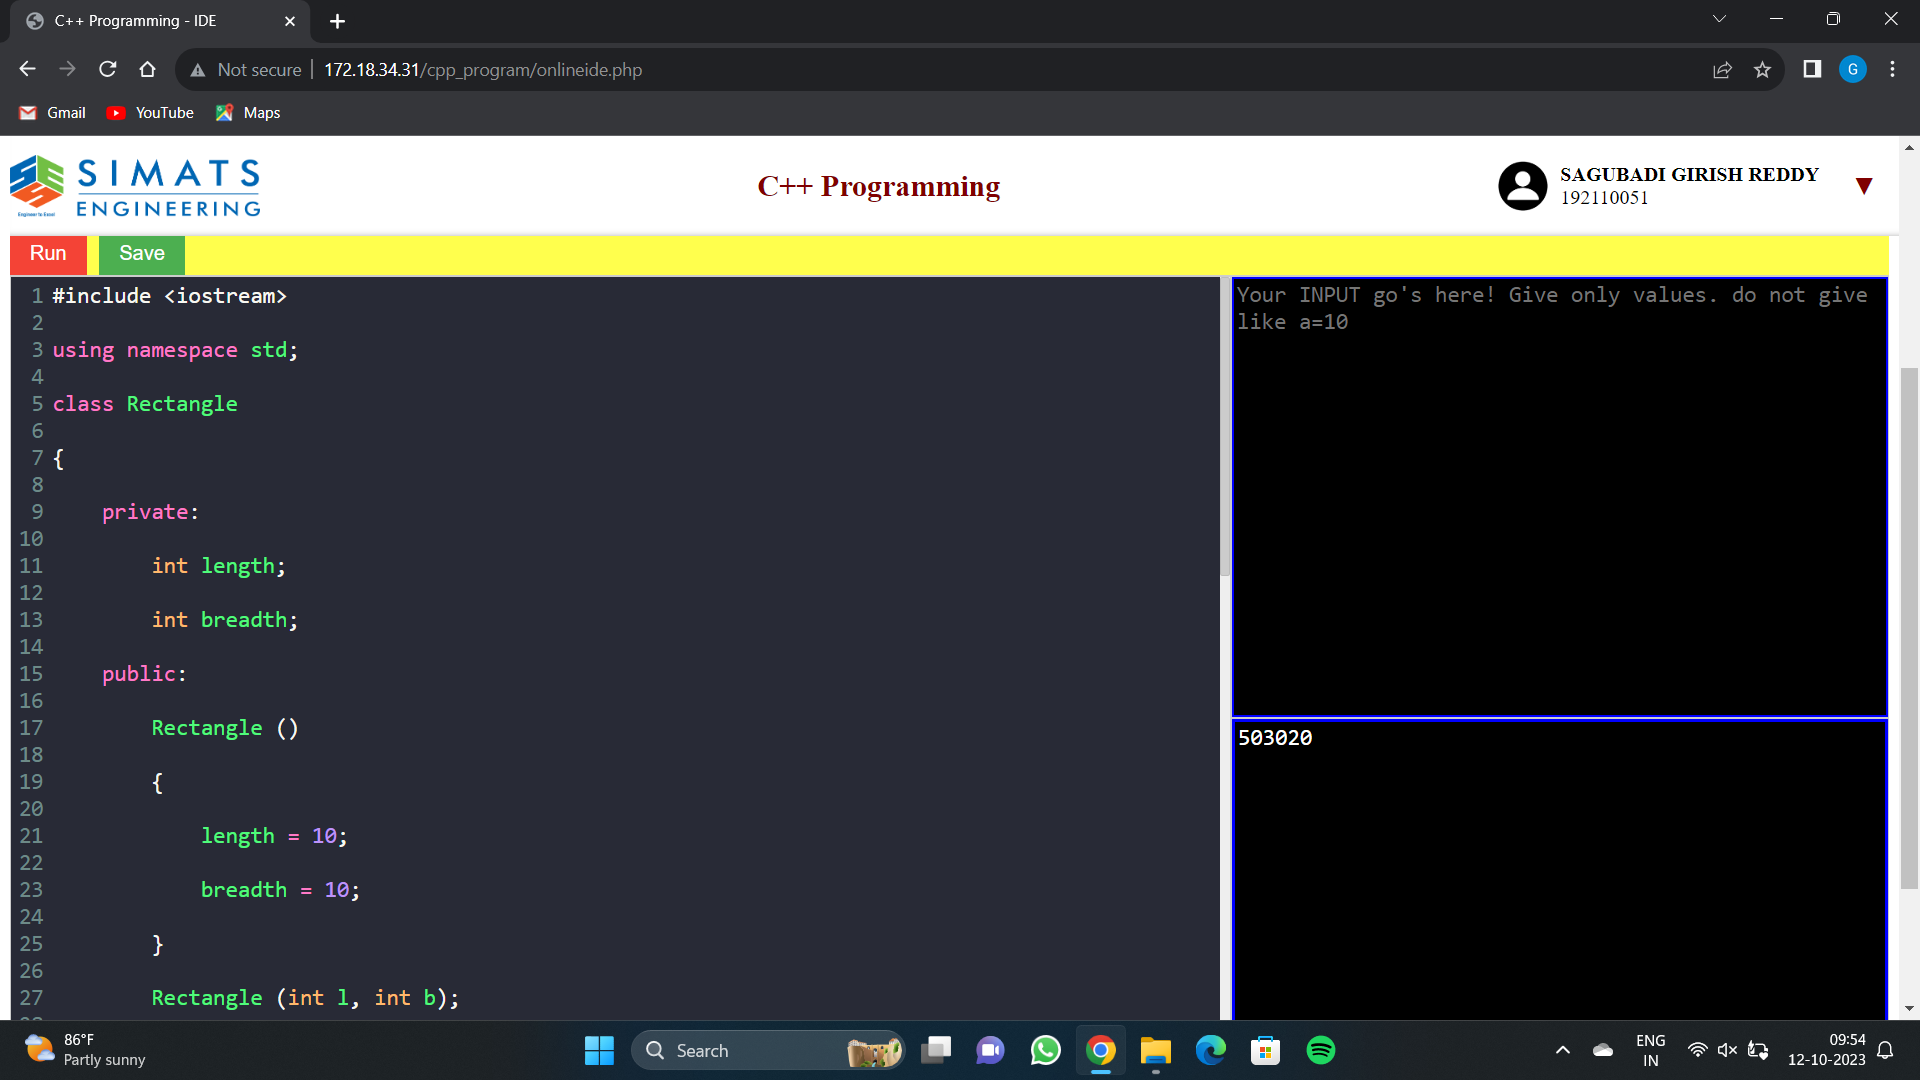 C++ Programming - IDE
Not secure
172.18.34.31/cpp_program/onlineide.php
G
Gmail
YouTube
Maps
SIMATS
ENGINEERING
Engineer to Excel
C++ Programming
SAGUBADI GIRISH REDDY
192110051
Run
Save
1 #include <iostream>
2
3 using namespace std;
4
5 class Rectangle
6
7 {
8
9 private:
10
11 int length;
12
13 int breadth;
14
15 public:
16
17 Rectangle ()
18
19 {
20
21 length = 10;
22
23 breadth = 10;
24
25 }
26
27 Rectangle (int l, int b);
Your INPUT go's here! Give only values. do not give
like a=10
503020
86°F
Partly sunny
Search
ENG
IN
09:54
12-10-2023